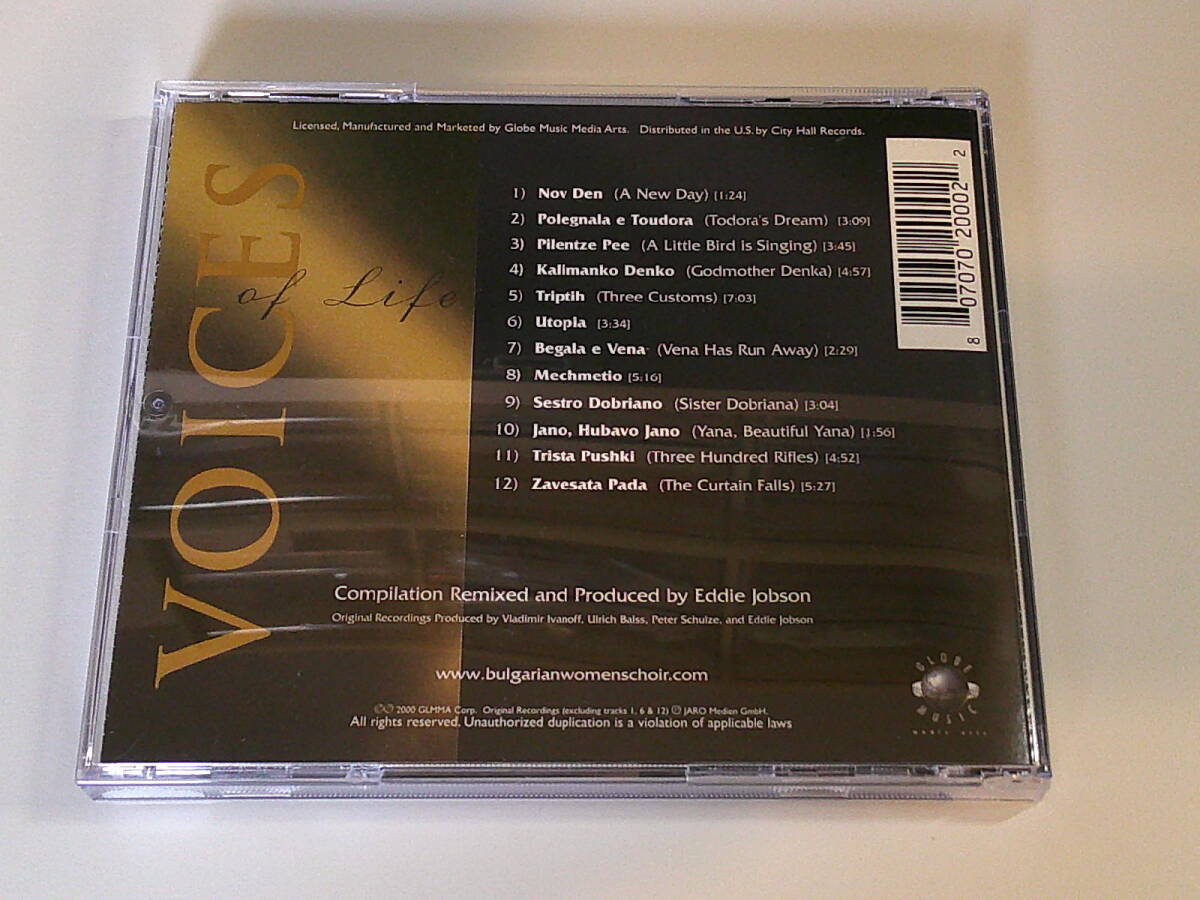 Licensed, Manufactured and Marketed by Globe Music Media Arts. Distributed in the U.S. by City Hall Records.
VOICES
of Life
1) Nov Den (A New Day) [1:24]
2) Polegnala e Toudora (Todora's Dream) [3:09]
3) Pilentze Pee (A Little Bird is Singing) [3:45]
4) Kalimanko Denko (Godmother Denka) [4:57]
5) Triptih (Three Customs) [7:03]
6) Utopia [3:34]
7) Begala e Vena (Vena Has Run Away) [2:29]
8) Mechmetio [5:16]
9) Sestro Dobriano (Sister Dobriana) [3:04]
10) Jano, Hubavo Jano (Yana, Beautiful Yana) [1:56]
11) Trista Pushki (Three Hundred Rifles) [4:52]
12) Zavesata Pada (The Curtain Falls) [5:27]
8 07070 20002 2
Compilation Remixed and Produced by Eddie Jobson
Original Recordings Produced by Vladimir Ivanoff, Ulrich Balss, Peter Schulze, and Eddie Jobson
www.bulgarianwomenschoir.com
℗© 2000 GLMMA Corp. Original Recordings (excluding tracks 1, 6 & 12) ℗ JARO Medien GmbH.
All rights reserved. Unauthorized duplication is a violation of applicable laws
GLOBE
MUSIC
MEDIA ARTS